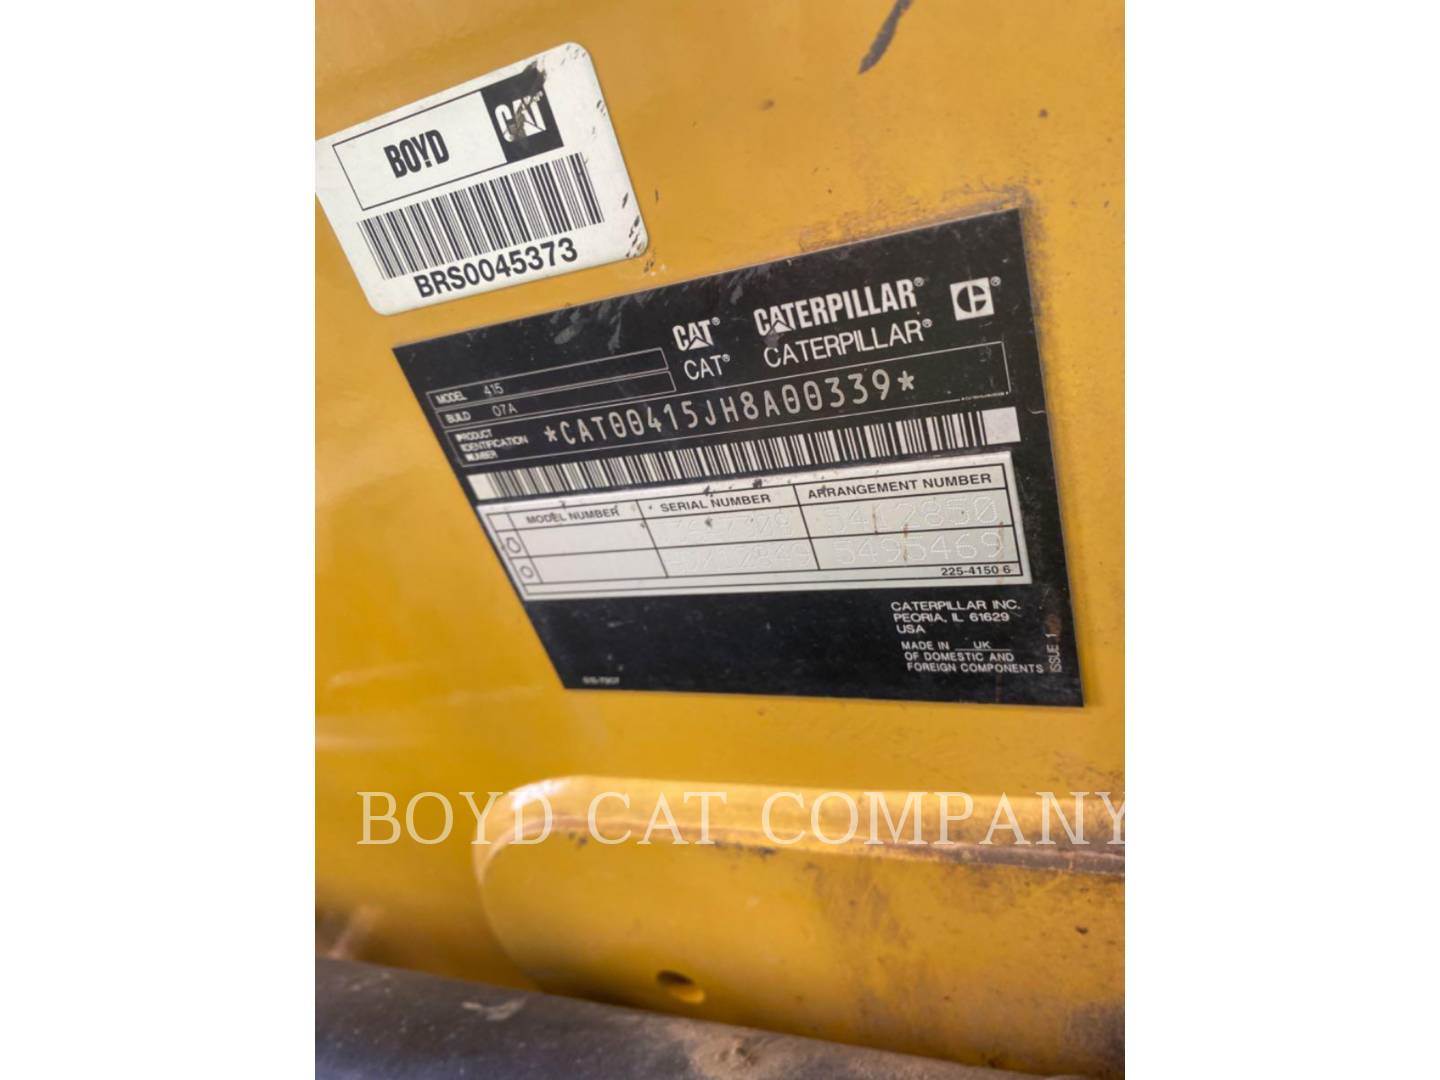 BOYD CAT
BRS0045373
CAT® CATERPILLAR® C®
CAT® CATERPILLAR®
MODEL 415
BUILD 07A
PRODUCT
IDENTIFICATION
NUMBER
*CAT00415JH8A00339*
MODEL NUMBER SERIAL NUMBER ARRANGEMENT NUMBER
5412850
5495469
225-4150 6
CATERPILLAR INC.
PEORIA, IL 61629
USA
MADE IN UK
OF DOMESTIC AND
FOREIGN COMPONENTS
ISSUE 1
BOYD CAT COMPANY